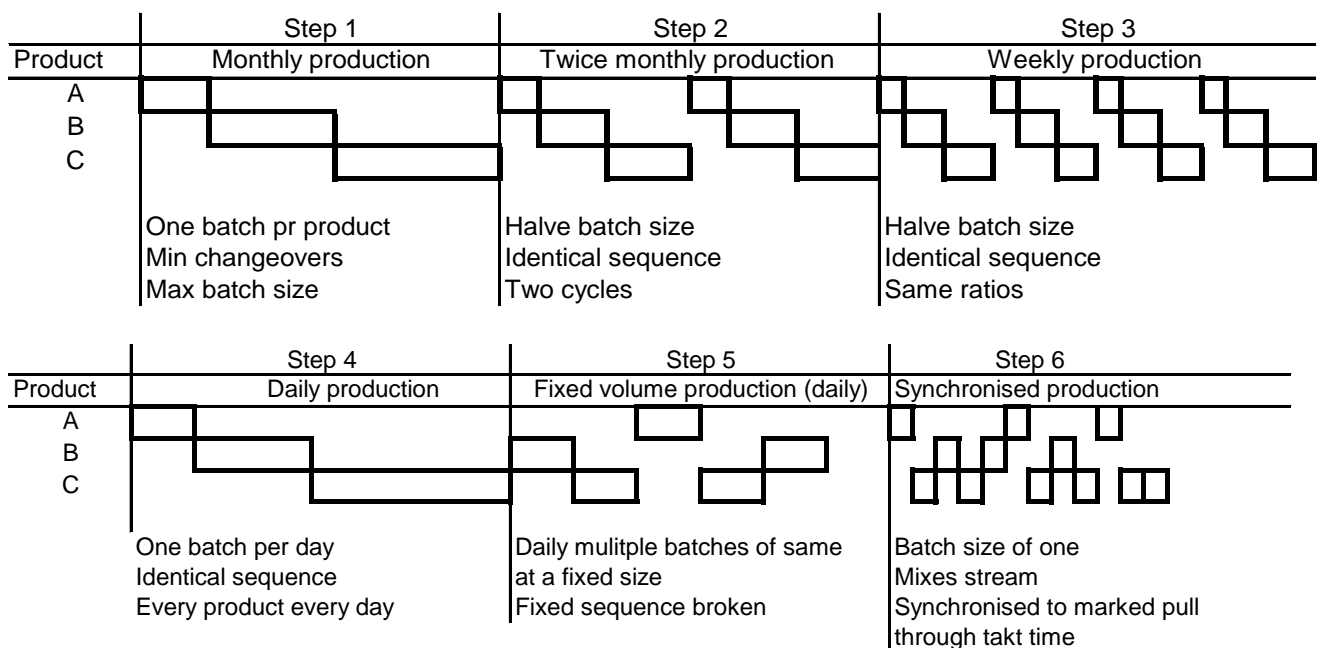 Step 1 Step 2 Step 3
Product Monthly production Twice monthly production Weekly production
A
B
C
One batch pr product Halve batch size Halve batch size
Min changeovers Identical sequence Identical sequence
Max batch size Two cycles Same ratios
Step 4 Step 5 Step 6
Product Daily production Fixed volume production (daily) Synchronised production
A
B
C
One batch per day Daily mulitple batches of same Batch size of one
Identical sequence at a fixed size Mixes stream
Every product every day Fixed sequence broken Synchronised to marked pull
through takt time